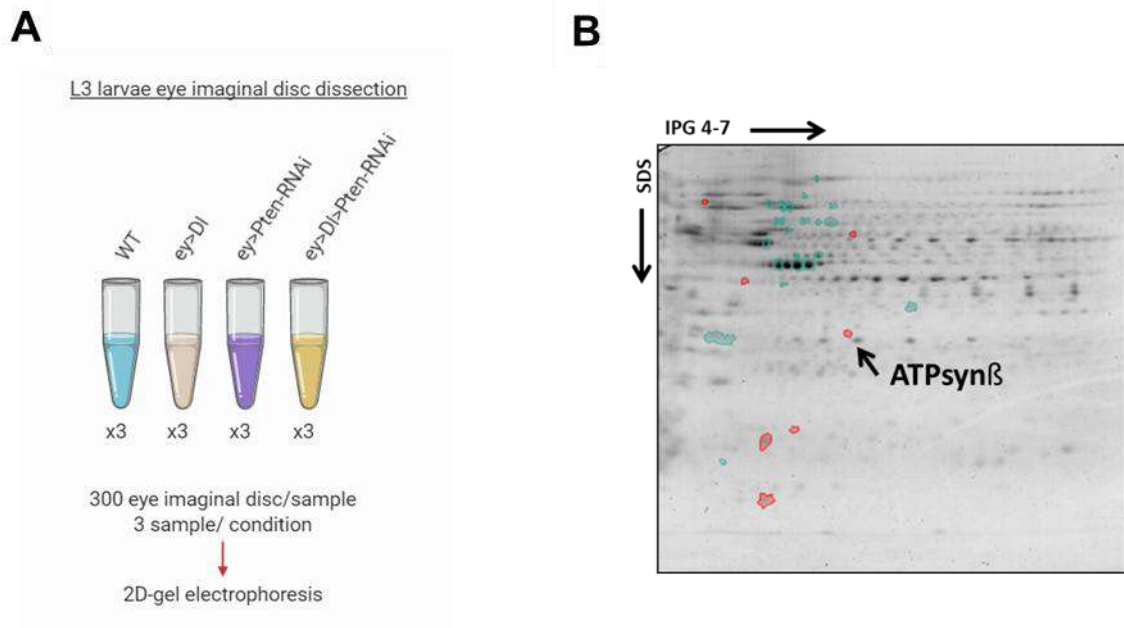 A
L3 larvae eye imaginal disc dissection
WT
ey>Dl
ey>Pten-RNAi
ey>Dl>Pten-RNAi
x3
x3
x3
x3
300 eye imaginal disc/sample
3 sample/ condition
2D-gel electrophoresis
B
IPG 4-7
SDS
ATPsynß